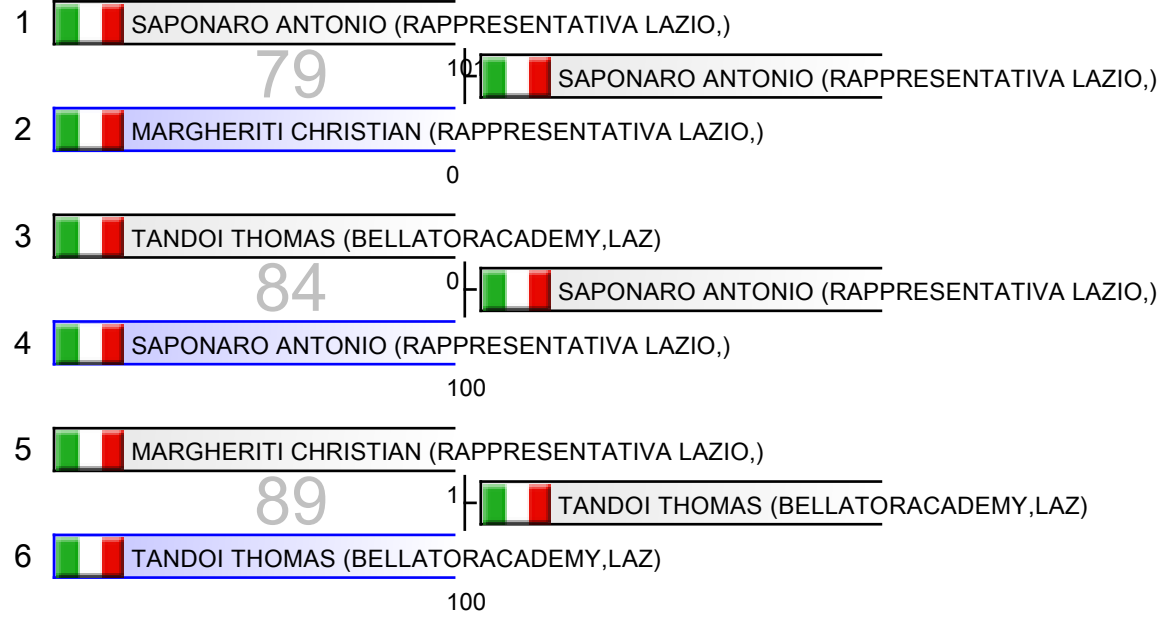 1 SAPONARO ANTONIO (RAPPRESENTATIVA LAZIO,)
79
101 SAPONARO ANTONIO (RAPPRESENTATIVA LAZIO,)
2 MARGHERITI CHRISTIAN (RAPPRESENTATIVA LAZIO,)
0
3 TANDOI THOMAS (BELLATORACADEMY,LAZ)
84
0 SAPONARO ANTONIO (RAPPRESENTATIVA LAZIO,)
4 SAPONARO ANTONIO (RAPPRESENTATIVA LAZIO,)
100
5 MARGHERITI CHRISTIAN (RAPPRESENTATIVA LAZIO,)
89
1 TANDOI THOMAS (BELLATORACADEMY,LAZ)
6 TANDOI THOMAS (BELLATORACADEMY,LAZ)
100